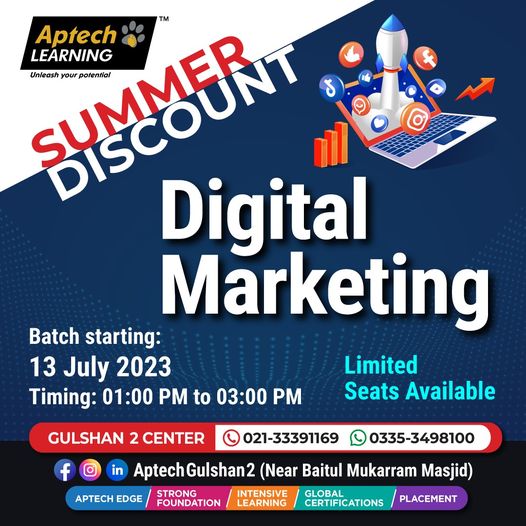 Aptech
LEARNING
™
Unleash your potential
SUMMER
DISCOUNT
Digital
Marketing
Batch starting:
13 July 2023
Timing: 01:00 PM to 03:00 PM
Limited
Seats Available
GULSHAN 2 CENTER 021-33391169 0335-3498100
AptechGulshan2 (Near Baitul Mukarram Masjid)
APTECH EDGE
STRONG
FOUNDATION
INTENSIVE
LEARNING
GLOBAL
CERTIFICATIONS
PLACEMENT